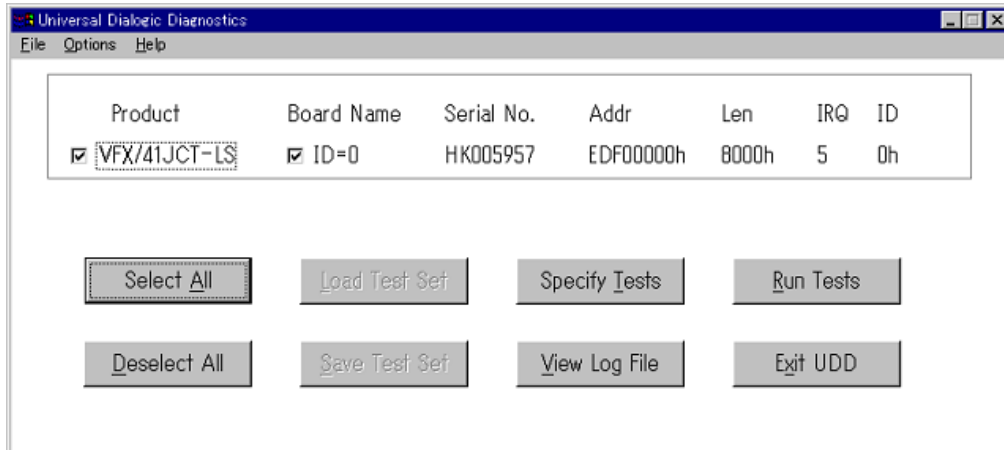 Universal Dialogic Diagnostics
File Options Help
Product Board Name Serial No. Addr Len IRQ ID
VFX/41JCT-LS ID=0 HK005957 EDF00000h 8000h 5 0h
Select All Load Test Set Specify Tests Run Tests
Deselect All Save Test Set View Log File Exit UDD